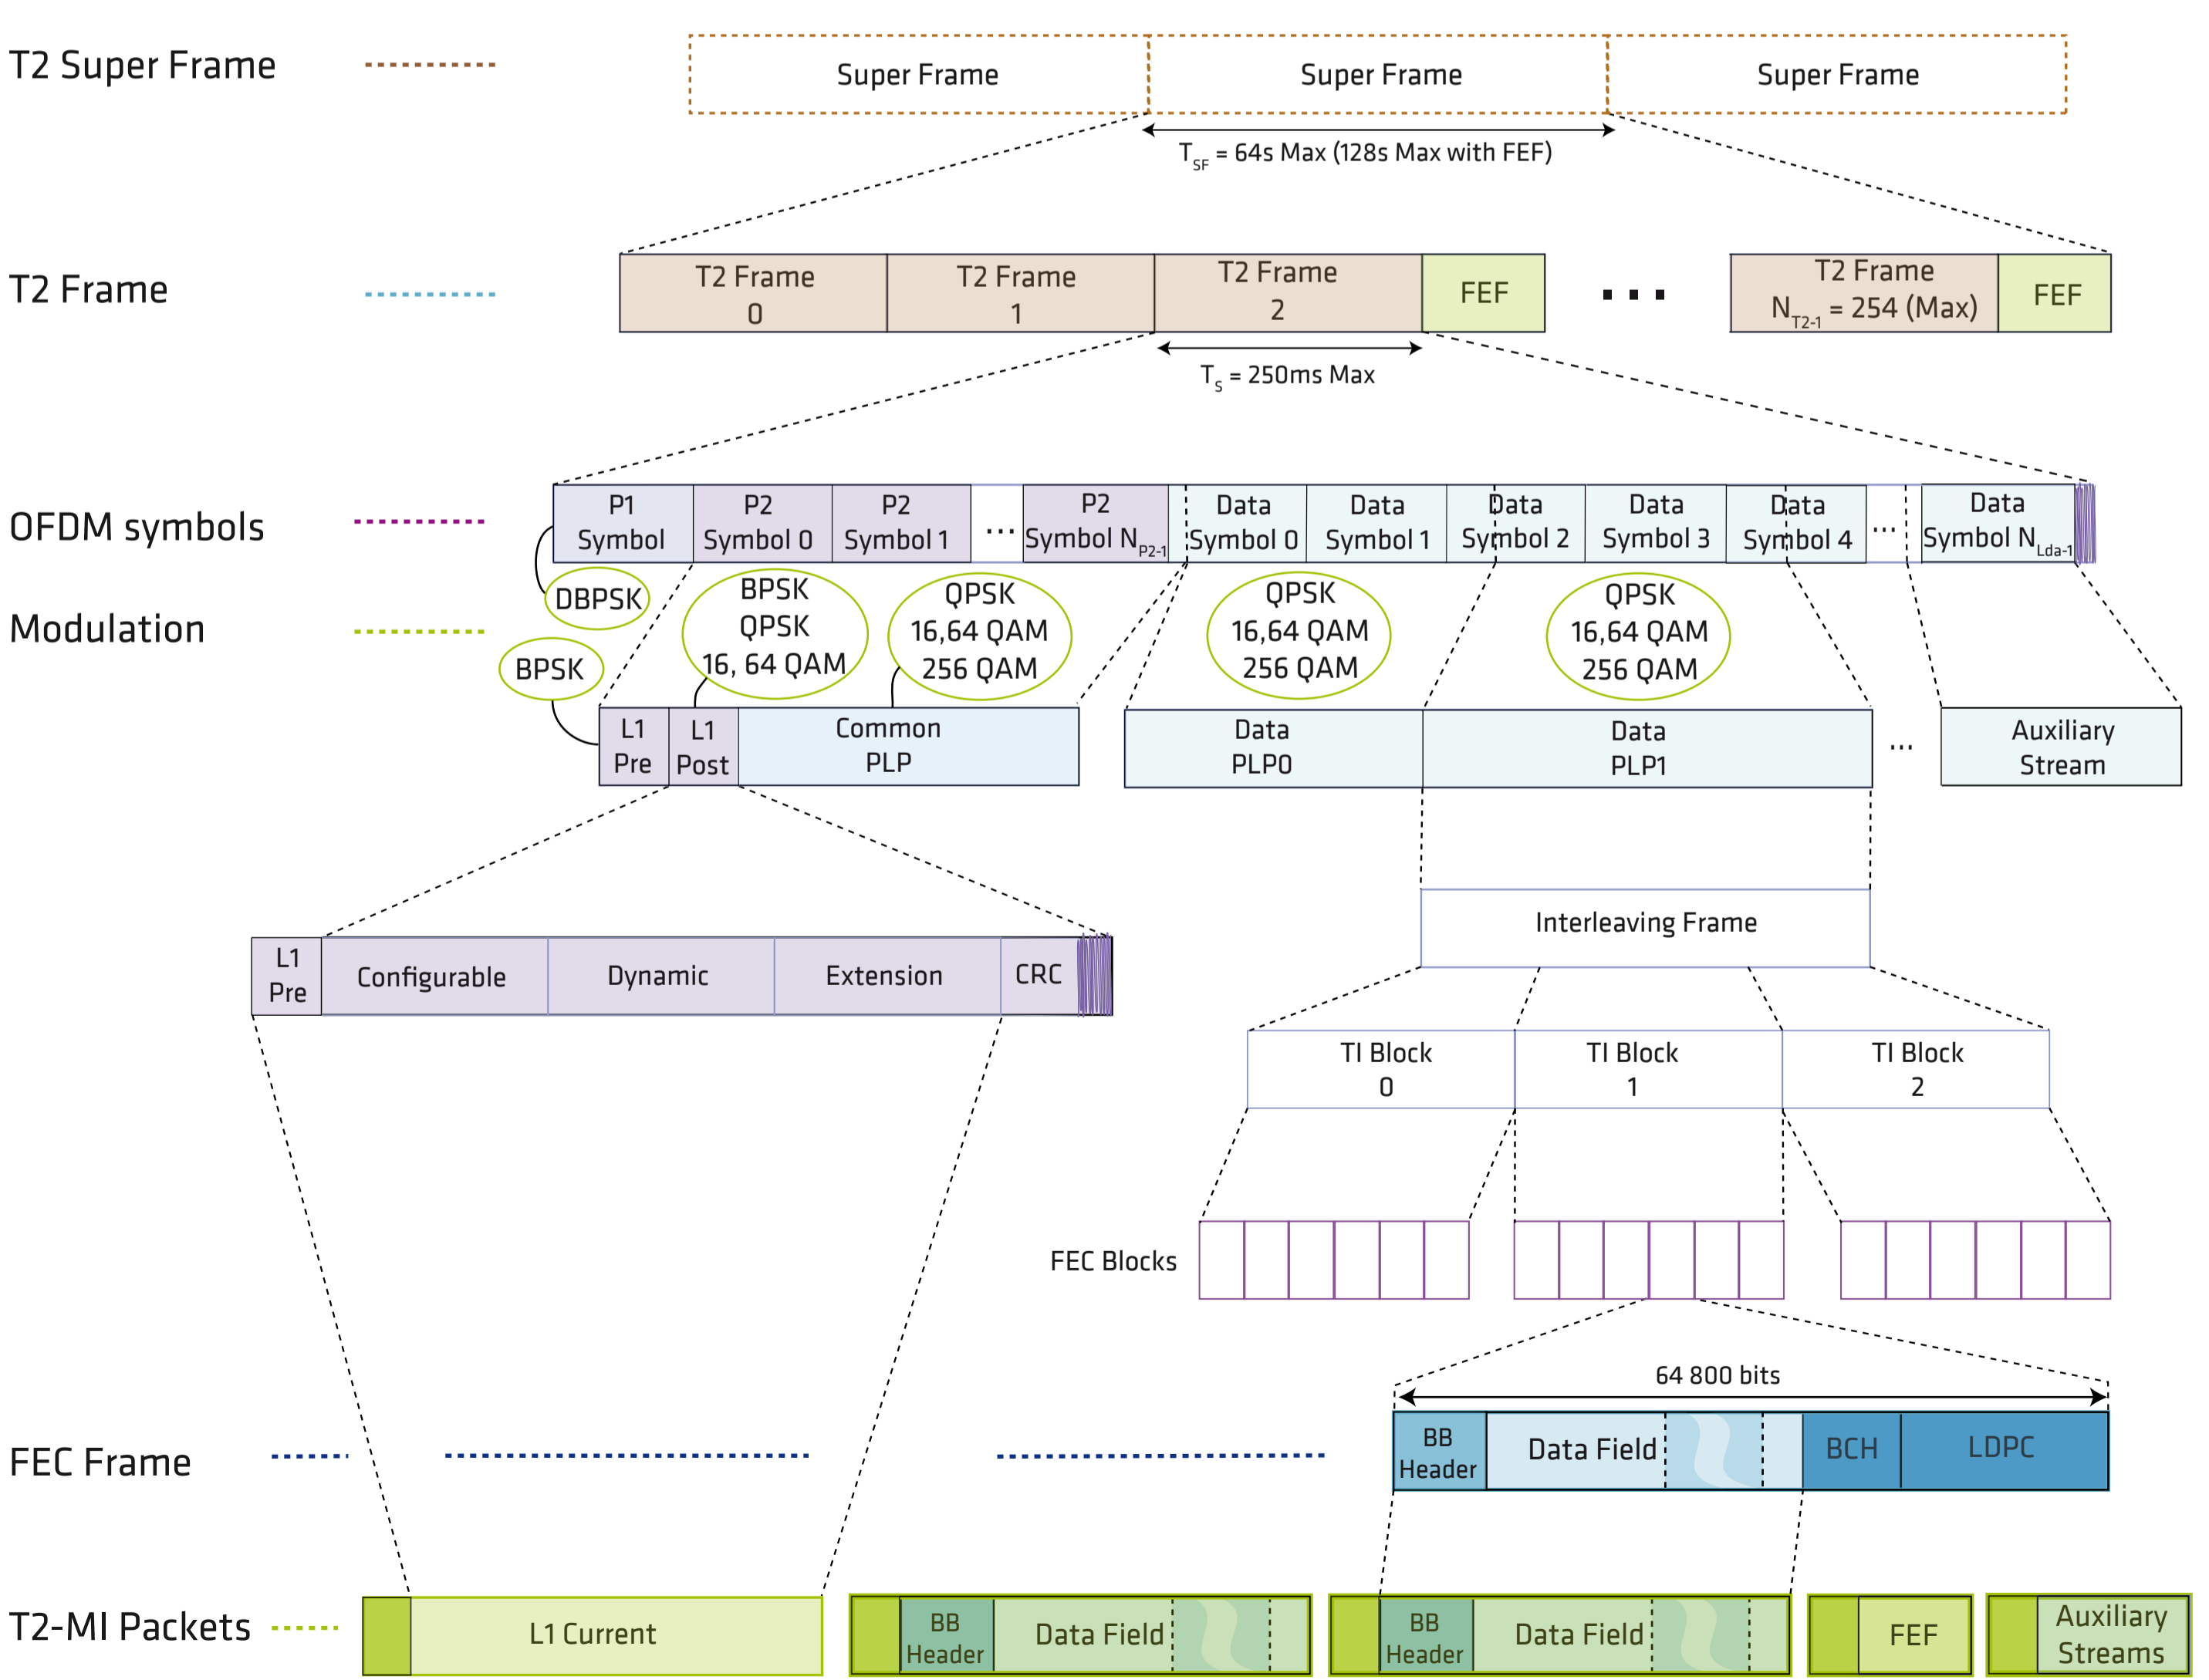 T2 Super Frame
Super Frame
Super Frame
Super Frame
T_SF = 64s Max (128s Max with FEF)
T2 Frame
T2 Frame
0
T2 Frame
1
T2 Frame
2
FEF
...
T2 Frame
N_T2-1 = 254 (Max)
FEF
T_S = 250ms Max
OFDM symbols
P1
Symbol
P2
Symbol 0
P2
Symbol 1
...
P2
Symbol N_P2-1
Data
Symbol 0
Data
Symbol 1
Data
Symbol 2
Data
Symbol 3
Data
Symbol 4
...
Data
Symbol N_Lda-1
Modulation
DBPSK
BPSK
BPSK
QPSK
16, 64 QAM
QPSK
16,64 QAM
256 QAM
QPSK
16,64 QAM
256 QAM
QPSK
16,64 QAM
256 QAM
L1
Pre
L1
Post
Common
PLP
Data
PLP0
Data
PLP1
...
Auxiliary
Stream
L1
Pre
Configurable
Dynamic
Extension
CRC
Interleaving Frame
TI Block
0
TI Block
1
TI Block
2
FEC Blocks
64 800 bits
FEC Frame
BB
Header
Data Field
BCH
LDPC
T2-MI Packets
L1 Current
BB
Header
Data Field
BB
Header
Data Field
FEF
Auxiliary
Streams